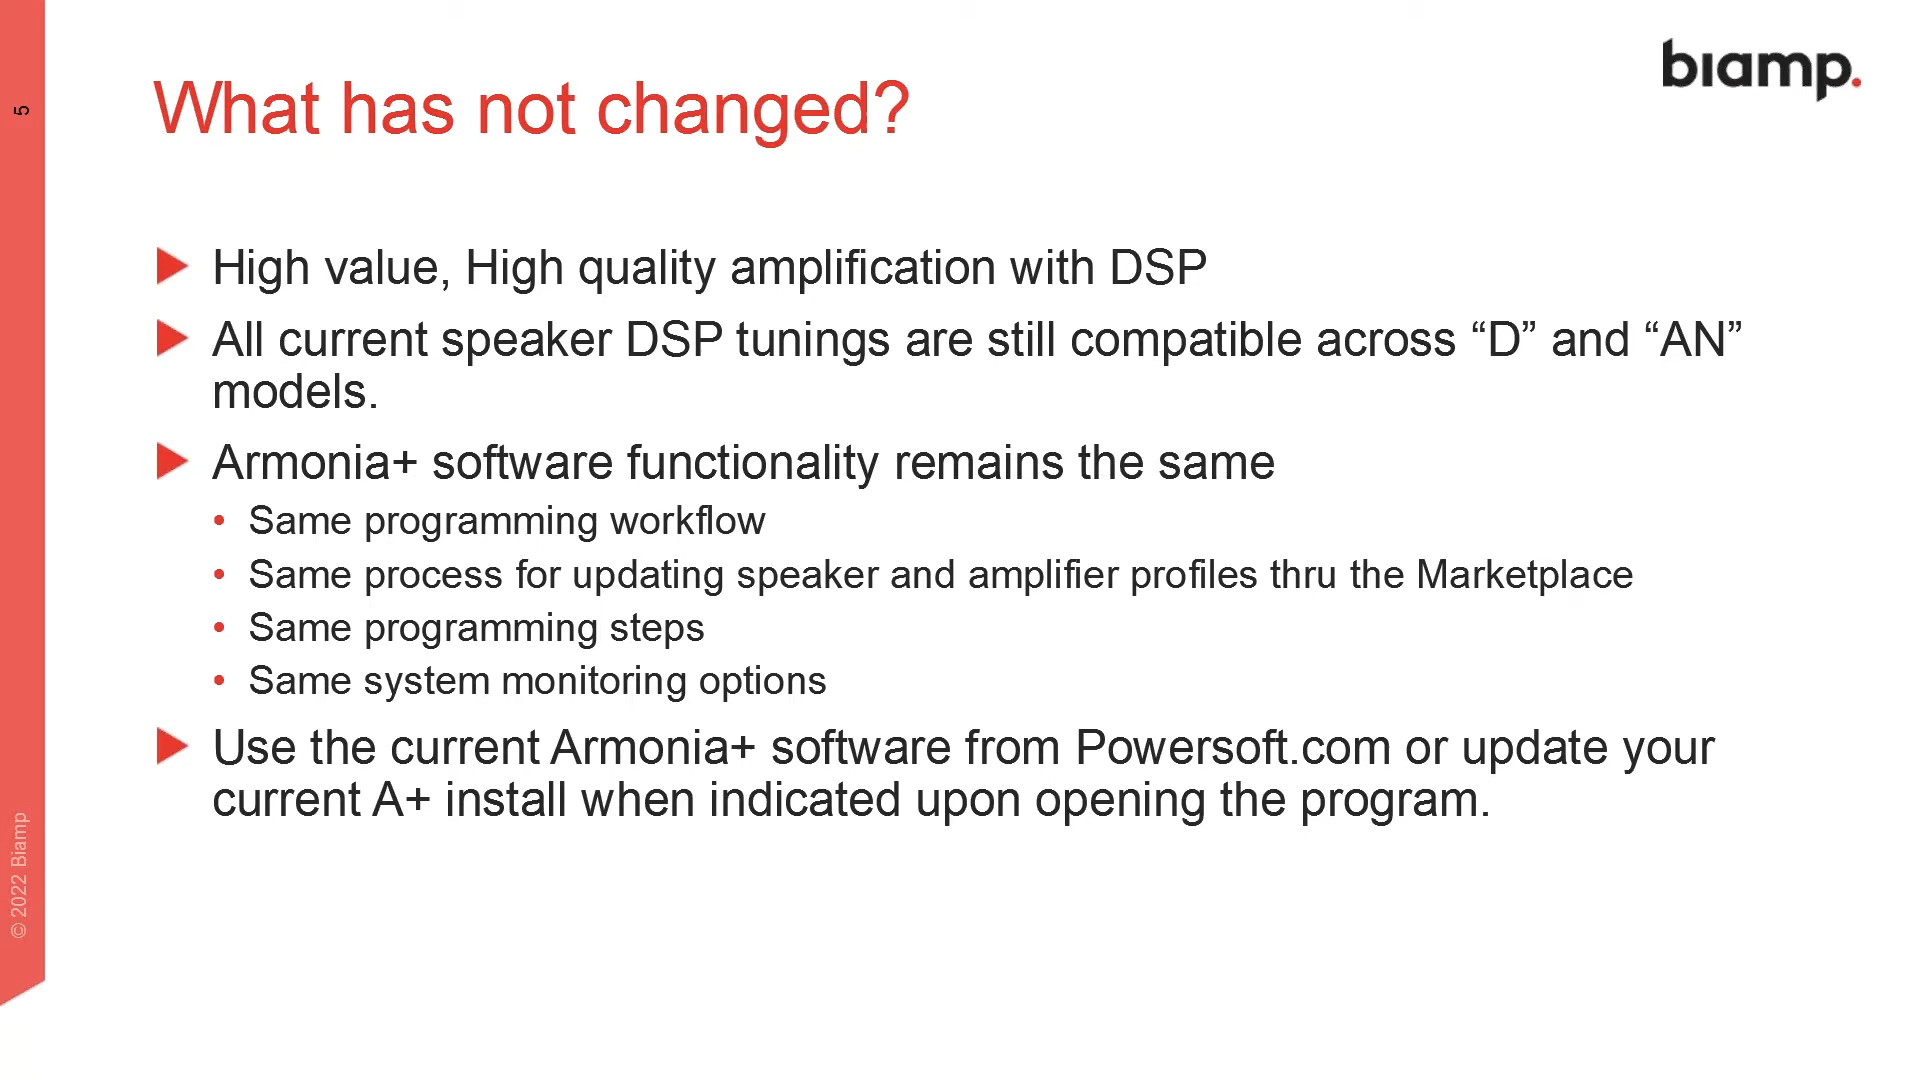 5
What has not changed?
bıamp.
High value, High quality amplification with DSP
All current speaker DSP tunings are still compatible across “D” and “AN”
models.
Armonia+ software functionality remains the same
• Same programming workflow
• Same process for updating speaker and amplifier profiles thru the Marketplace
• Same programming steps
• Same system monitoring options
Use the current Armonia+ software from Powersoft.com or update your
current A+ install when indicated upon opening the program.
© 2022 Biamp